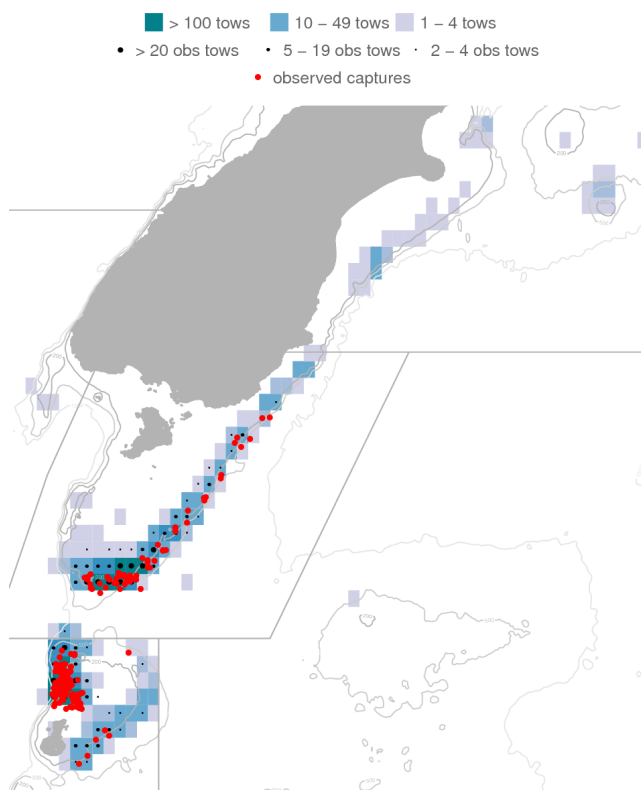 > 100 tows 10 − 49 tows 1 − 4 tows
> 20 obs tows 5 − 19 obs tows 2 − 4 obs tows
observed captures